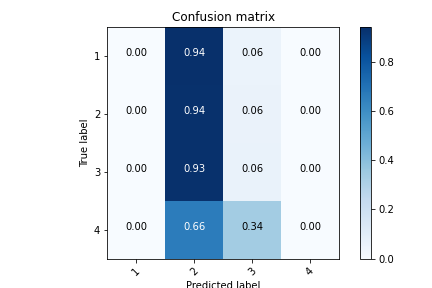 Confusion matrix
1 0.00 0.94 0.06 0.00
0.8
2 0.00 0.94 0.06 0.00
0.6
True label
3 0.00 0.93 0.06 0.00
0.4
4 0.00 0.66 0.34 0.00
0.2
0.0
1 2 3 4
Predicted label